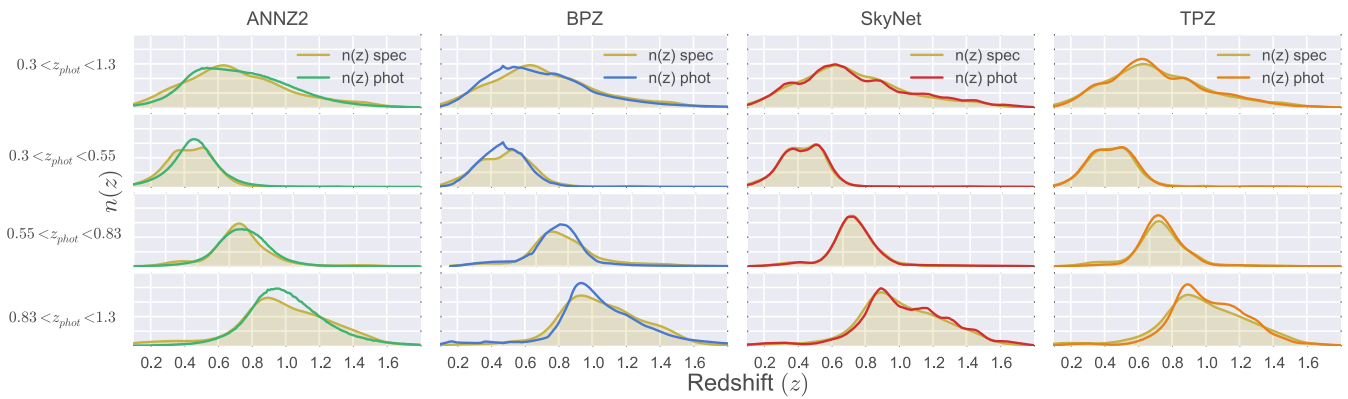 ANNZ2 BPZ SkyNet TPZ
0.3 < z_phot < 1.3
n(z) spec n(z) spec n(z) spec n(z) spec
n(z) phot n(z) phot n(z) phot n(z) phot
0.3 < z_phot < 0.55
n(z)
0.55 < z_phot < 0.83
0.83 < z_phot < 1.3
0.2 0.4 0.6 0.8 1.0 1.2 1.4 1.6 0.2 0.4 0.6 0.8 1.0 1.2 1.4 1.6 0.2 0.4 0.6 0.8 1.0 1.2 1.4 1.6 0.2 0.4 0.6 0.8 1.0 1.2 1.4 1.6
Redshift (z)